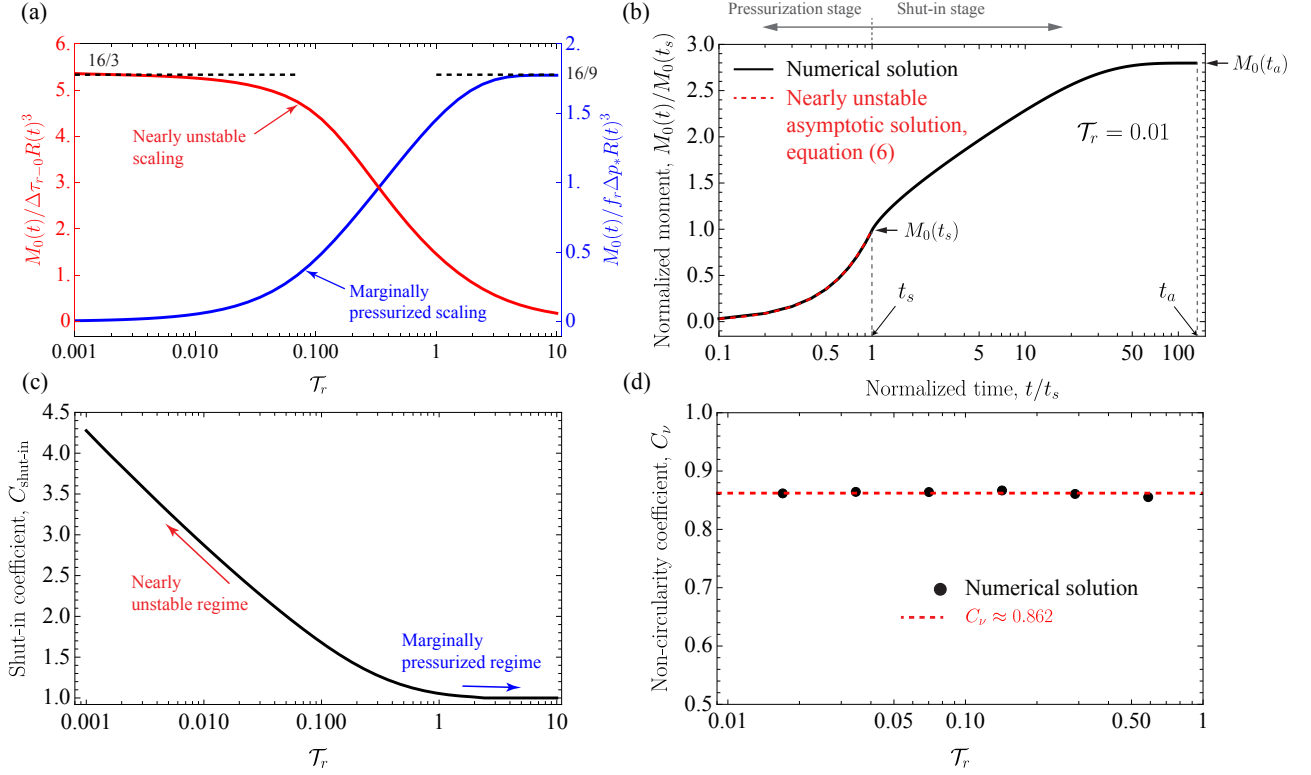 (a)
6.
5.
4.
3.
2.
1.
0
M₀(t)/Δτᵣ₋₀R(t)³
16/3
Nearly unstable
scaling
Marginally
pressurized scaling
2.
16/9
1.5
1
0.5
0
M₀(t)/fᵣΔp*R(t)³
0.001
0.010
0.100
1
10
𝒯ᵣ
(b)
Pressurization stage
Shut-in stage
3.0
2.5
2.0
1.5
1.0
0.5
0.0
Normalized moment, M₀(t)/M₀(tₛ)
Numerical solution
Nearly unstable
asymptotic solution,
equation (6)
M₀(tₐ)
𝒯ᵣ = 0.01
M₀(tₛ)
tₛ
tₐ
0.1
0.5
1
5
10
50
100
Normalized time, t/tₛ
(c)
4.5
4.0
3.5
3.0
2.5
2.0
1.5
1.0
Shut-in coefficient, C_shut-in
Nearly
unstable regime
Marginally
pressurized regime
0.001
0.010
0.100
1
10
𝒯ᵣ
(d)
1.0
0.9
0.8
0.7
0.6
0.5
Non-circularity coefficient, C_ν
Numerical solution
C_ν ≈ 0.862
0.01
0.05
0.10
0.50
1
𝒯ᵣ